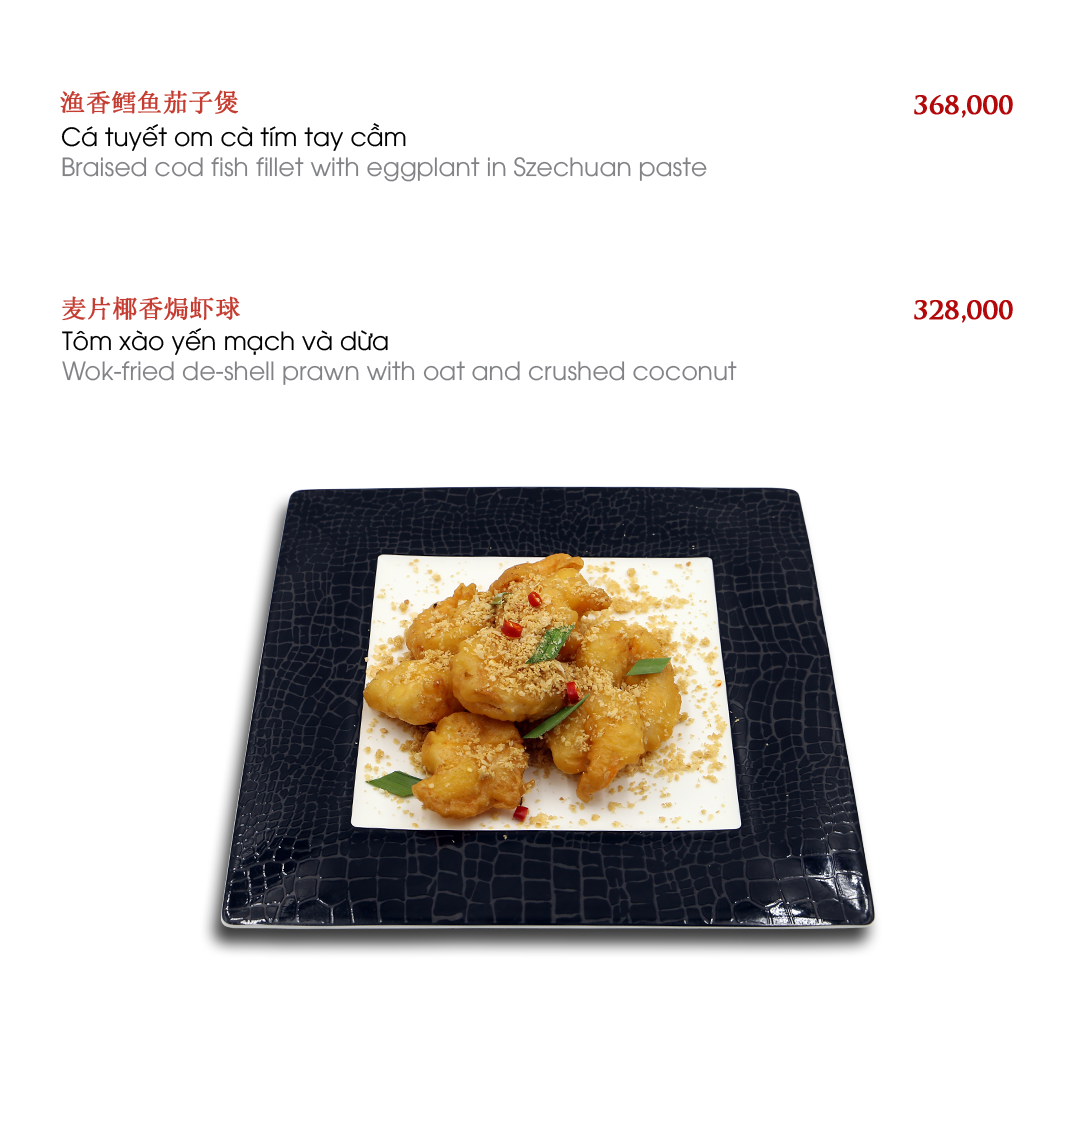 渔香鳕鱼茄子煲
368,000
Cá tuyết om cà tím tay cầm
Braised cod fish fillet with eggplant in Szechuan paste
麦片椰香焗虾球
328,000
Tôm xào yến mạch và dừa
Wok-fried de-shell prawn with oat and crushed coconut